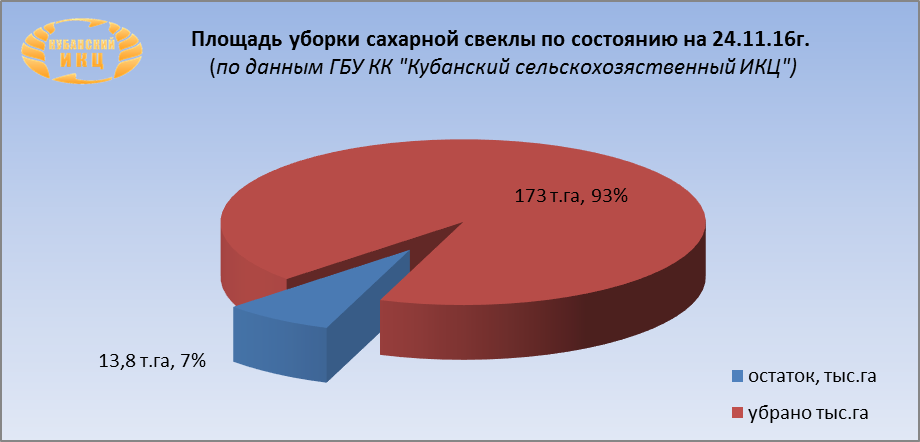 КУБАНСКИЙ
ИКЦ
Площадь уборки сахарной свеклы по состоянию на 24.11.16г.
(по данным ГБУ КК "Кубанский сельскохозяственный ИКЦ")
173 т.га, 93%
13,8 т.га, 7%
остаток, тыс.га
убрано тыс.га